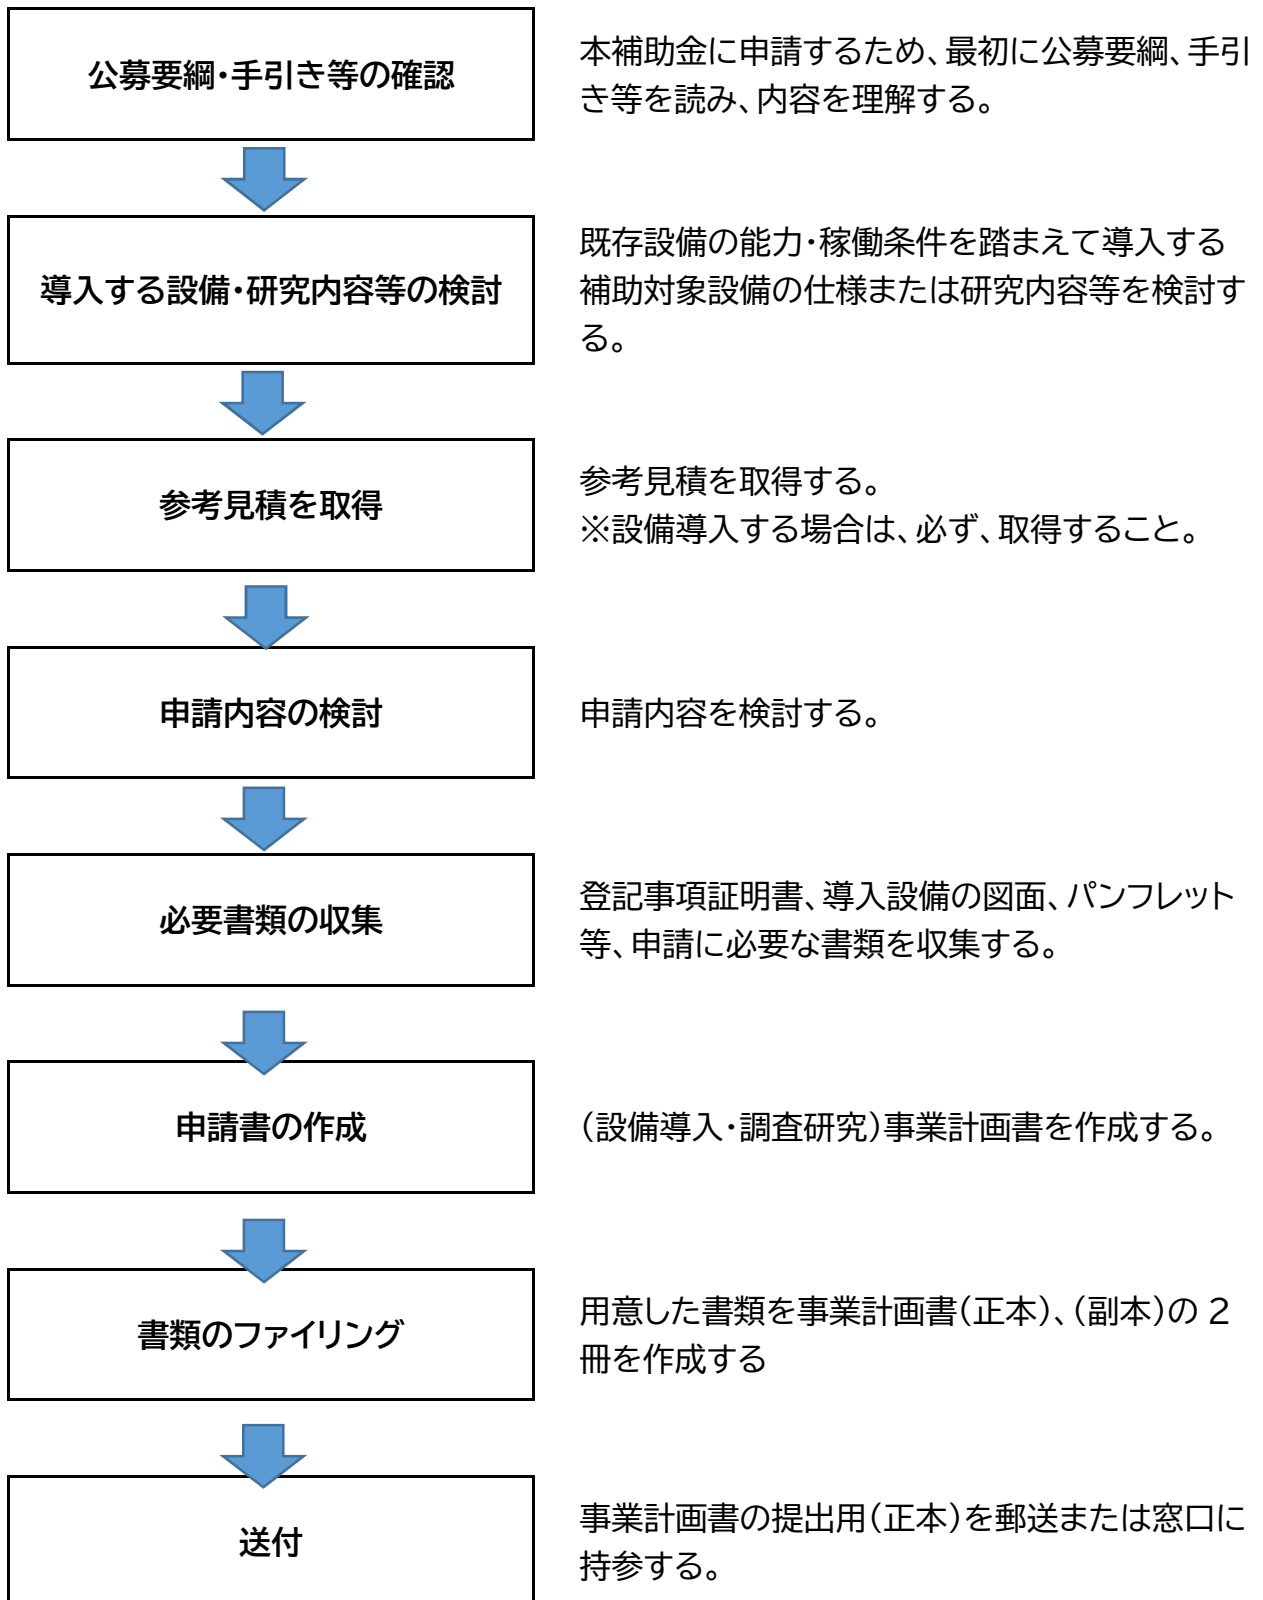 公募要綱・手引き等の確認
本補助金に申請するため、最初に公募要綱、手引
き等を読み、内容を理解する。
導入する設備・研究内容等の検討
既存設備の能力・稼働条件を踏まえて導入する
補助対象設備の仕様または研究内容等を検討す
る。
参考見積を取得
参考見積を取得する。
※設備導入する場合は、必ず、取得すること。
申請内容の検討
申請内容を検討する。
必要書類の収集
登記事項証明書、導入設備の図面、パンフレット
等、申請に必要な書類を収集する。
申請書の作成
（設備導入・調査研究）事業計画書を作成する。
書類のファイリング
用意した書類を事業計画書（正本）、（副本）の 2
冊を作成する
送付
事業計画書の提出用（正本）を郵送または窓口に
持参する。